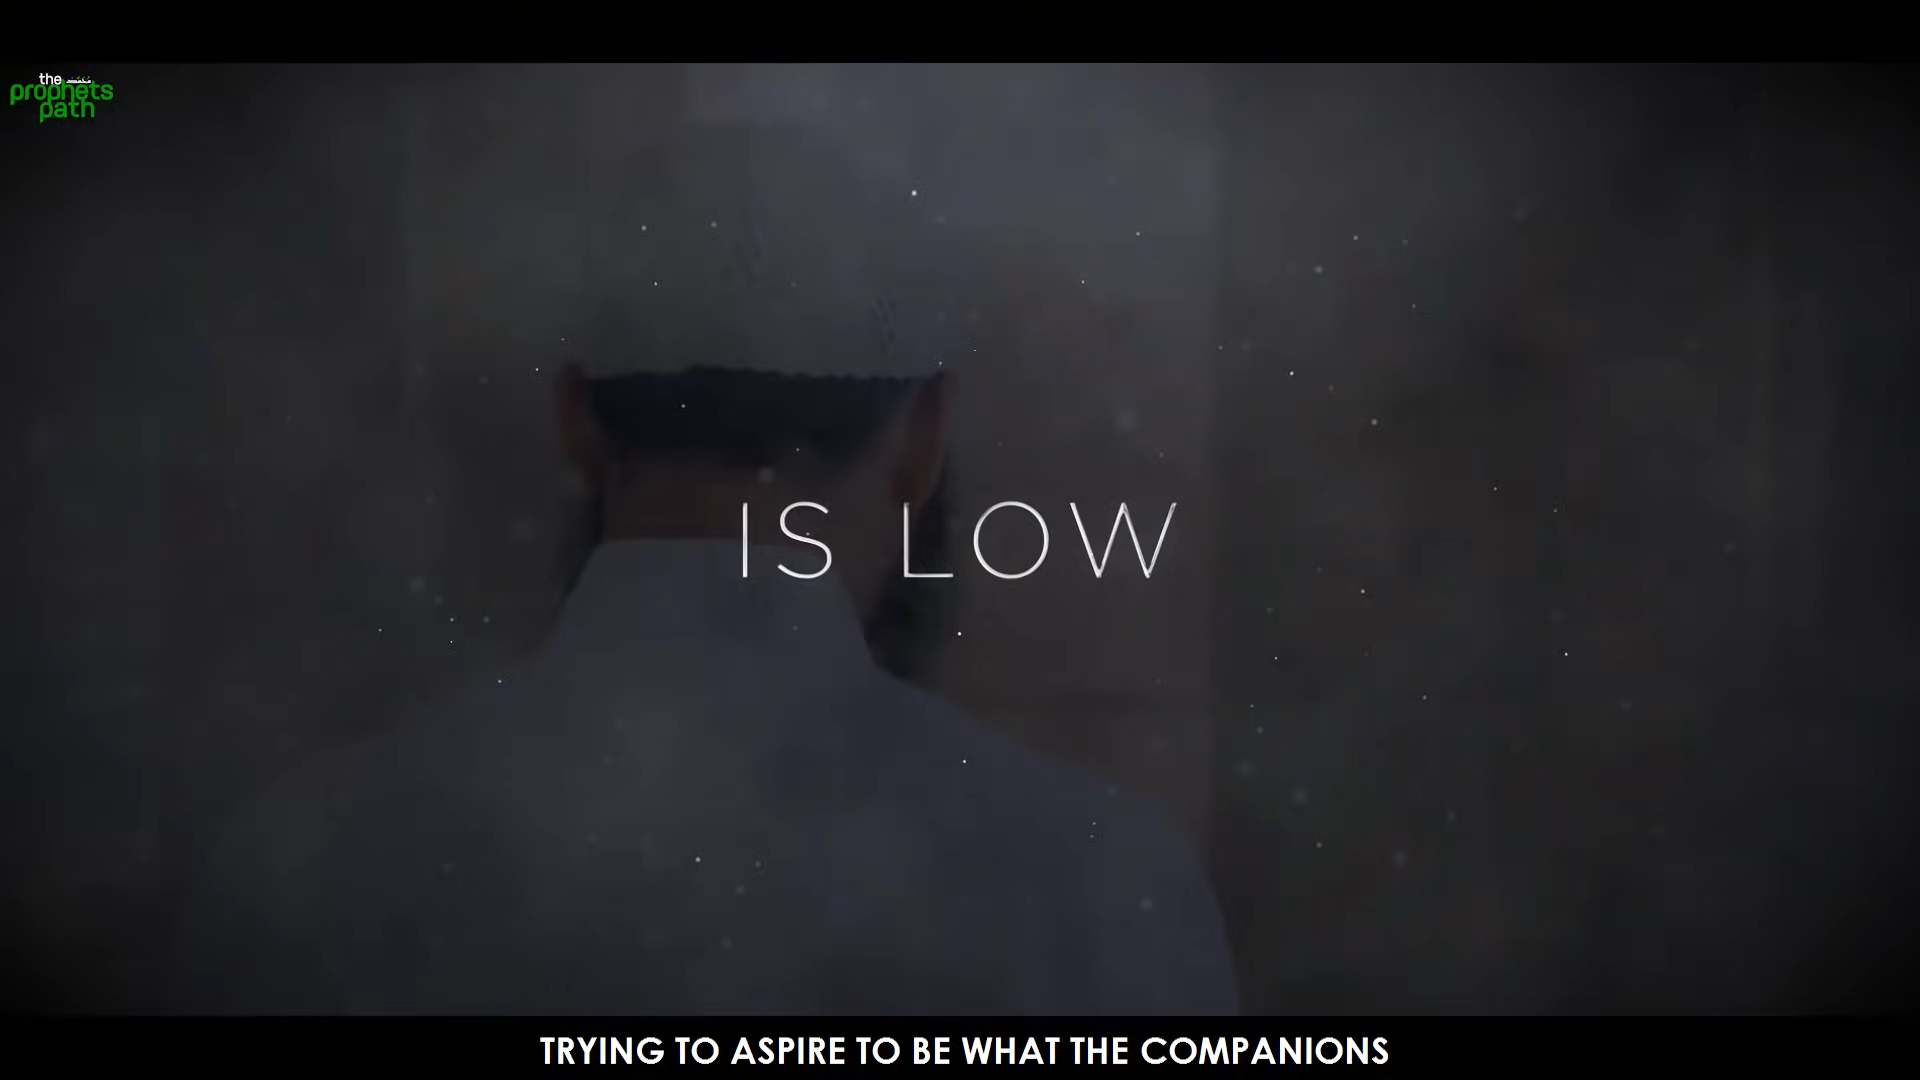 the
prophets
path
IS LOW
TRYING TO ASPIRE TO BE WHAT THE COMPANIONS